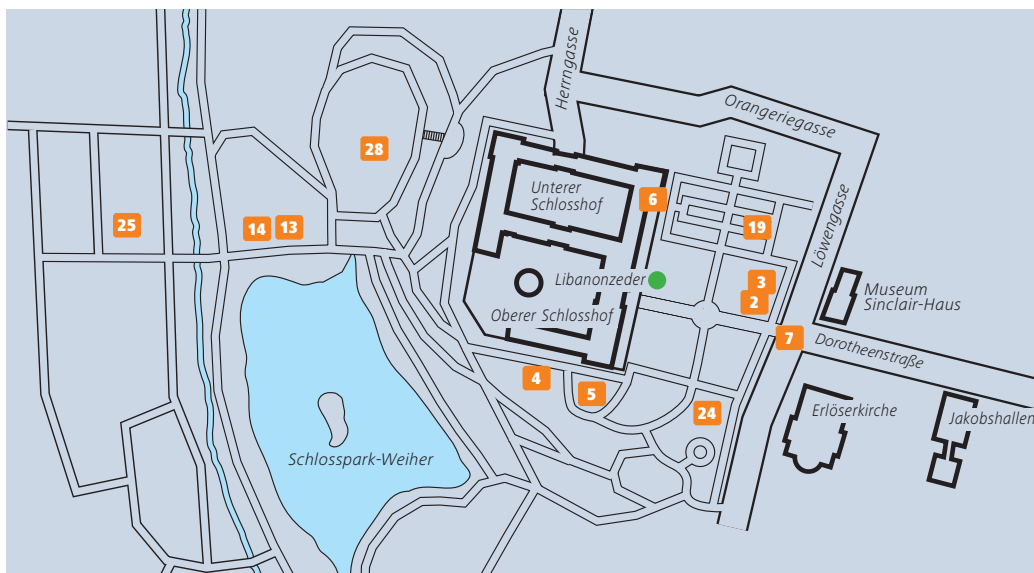 Herrngasse
Orangeriegasse
28
Unterer
Schlosshof
6
Löwengasse
25
14
13
19
Libanonzeder
3
2
Museum
Sinclair-Haus
Oberer Schlosshof
7
Dorotheenstraße
4
5
24
Erlöserkirche
Jakobshallen
Schlosspark-Weiher